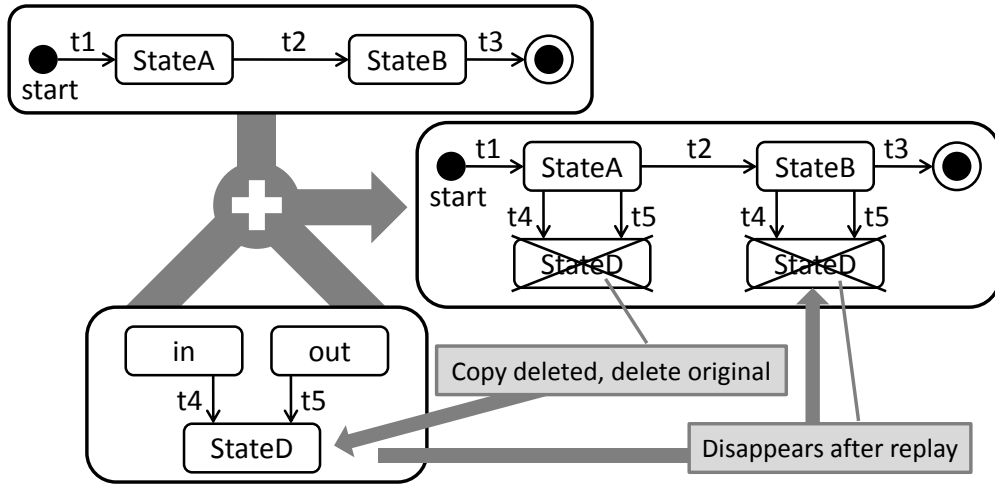 t1 t2 t3
StateA StateB
start
t1 t2 t3
StateA StateB
start
t4 t5 t4 t5
StateD StateD
in out
t4 t5
StateD
Copy deleted, delete original
Disappears after replay